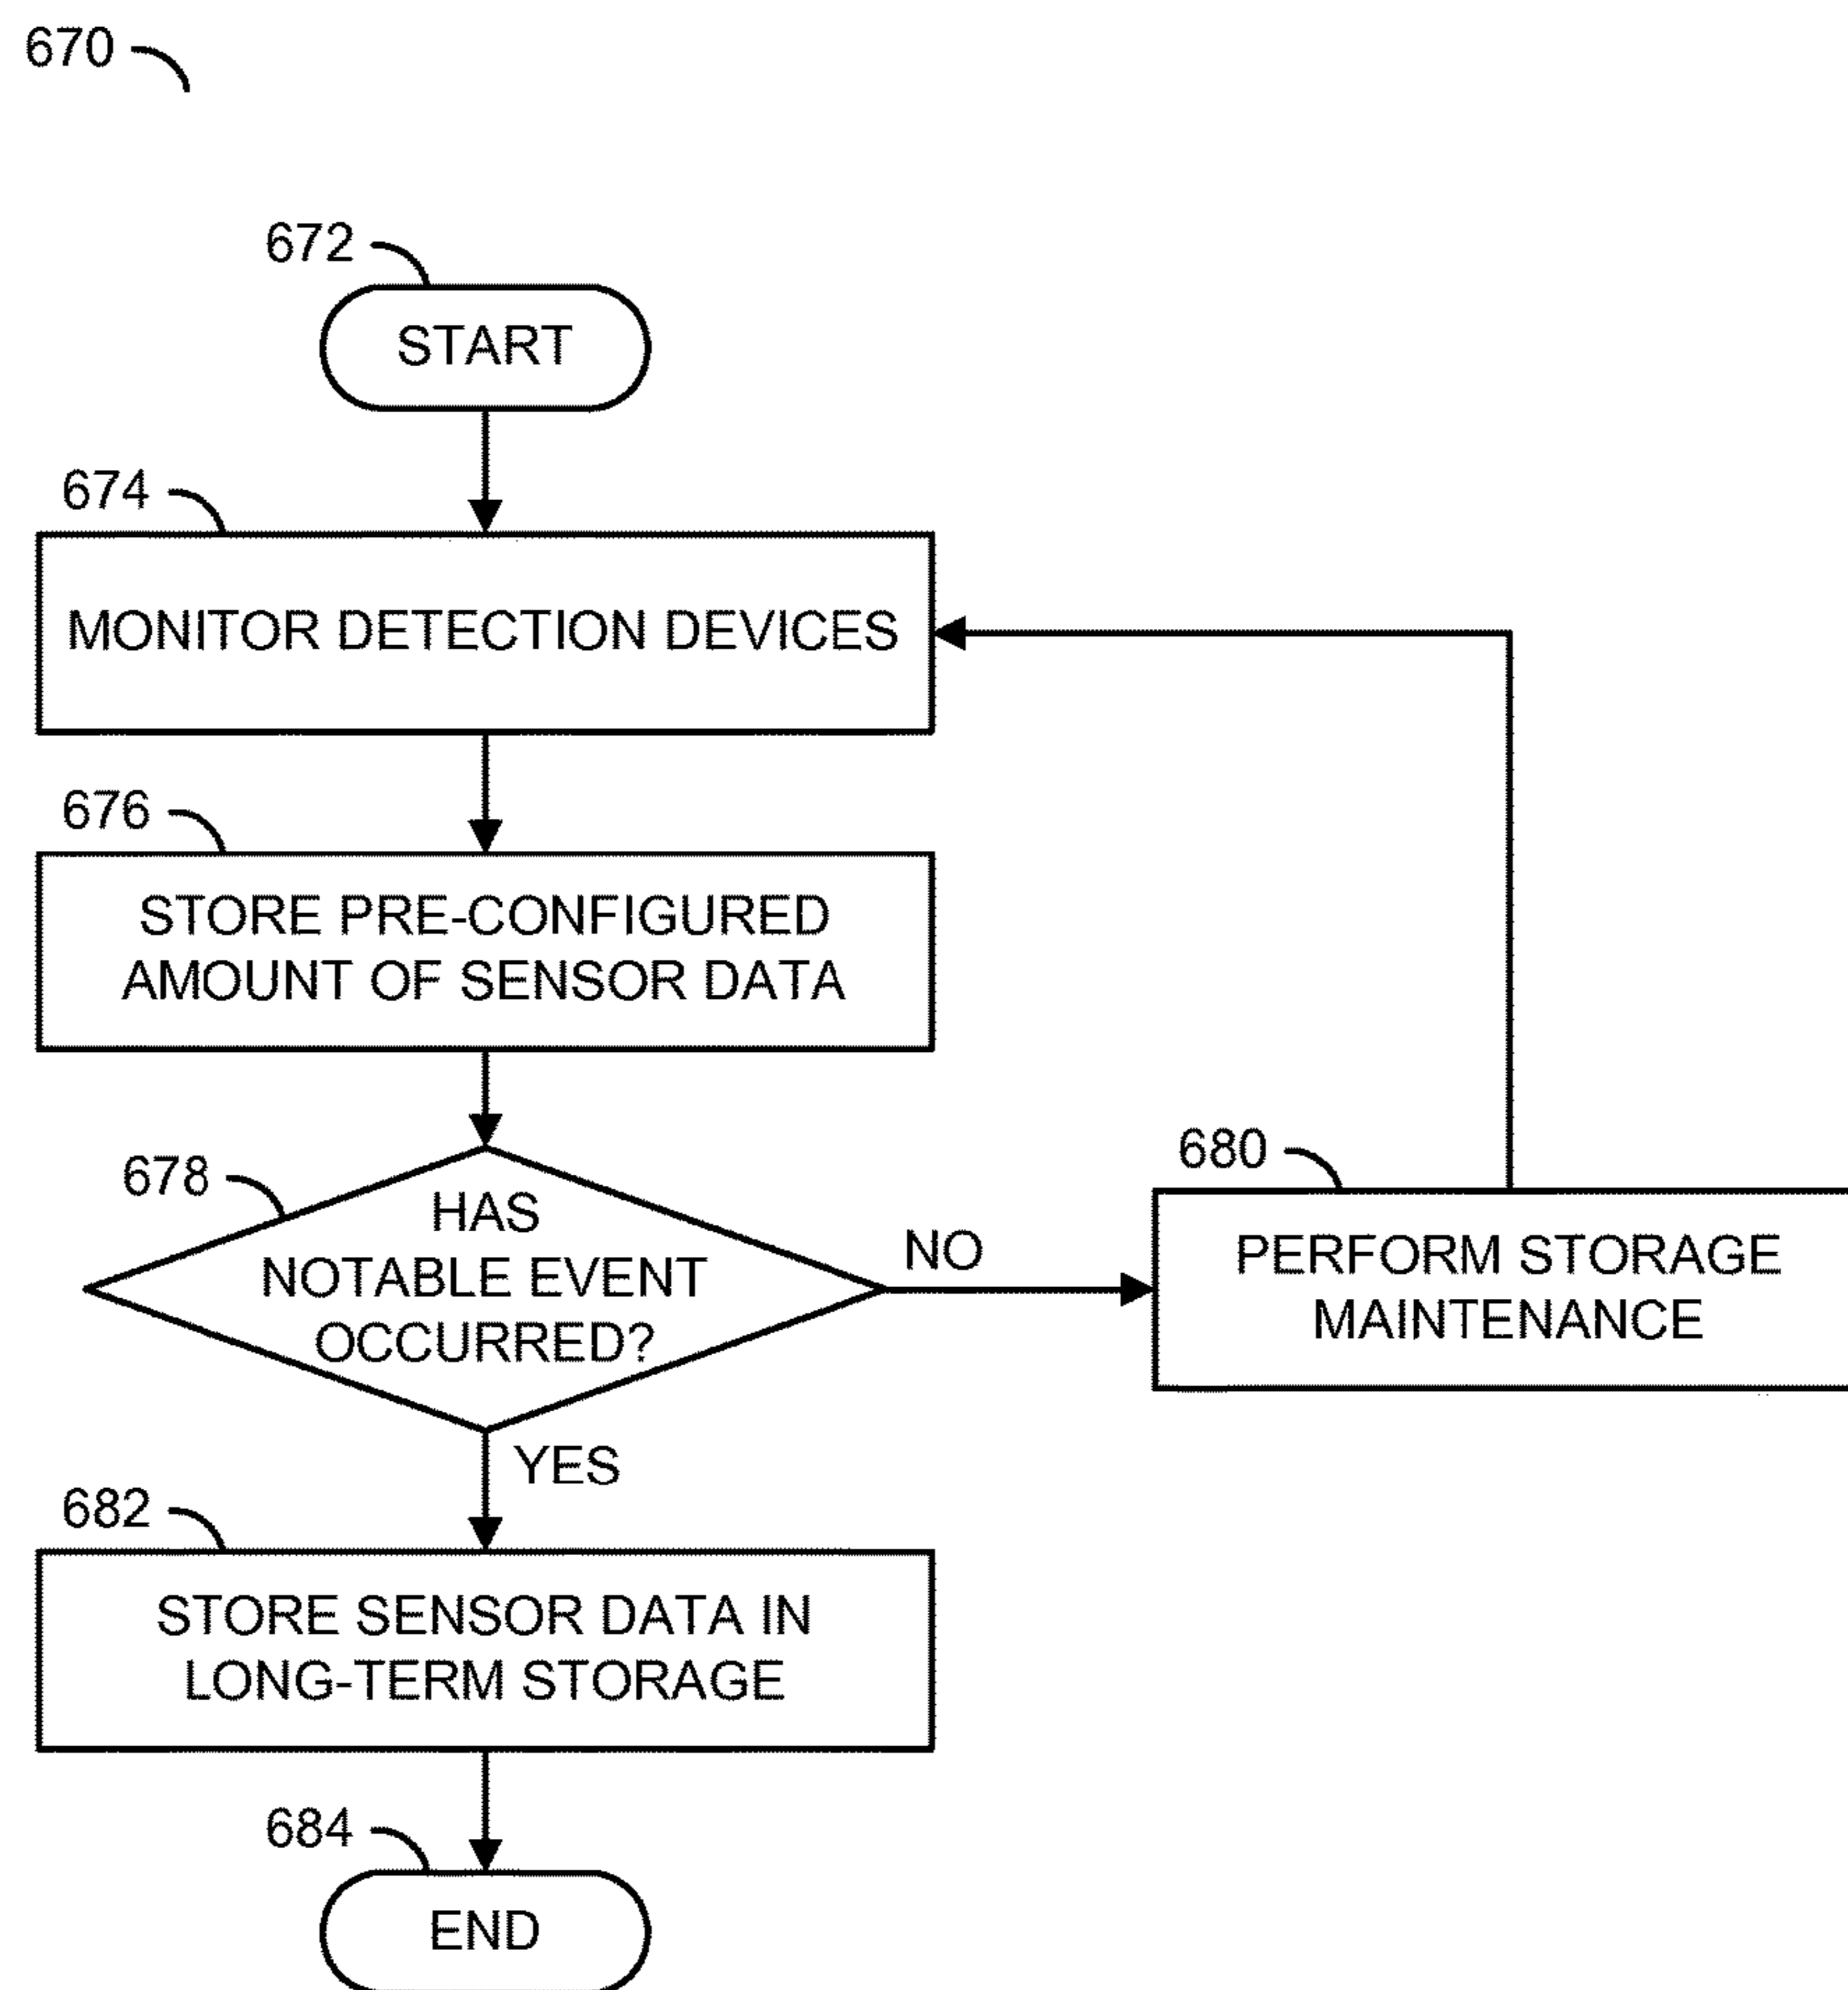 670
672
START
674
MONITOR DETECTION DEVICES
676
STORE PRE-CONFIGURED
AMOUNT OF SENSOR DATA
678
HAS
NOTABLE EVENT
OCCURRED?
NO
680
PERFORM STORAGE
MAINTENANCE
YES
682
STORE SENSOR DATA IN
LONG-TERM STORAGE
684
END